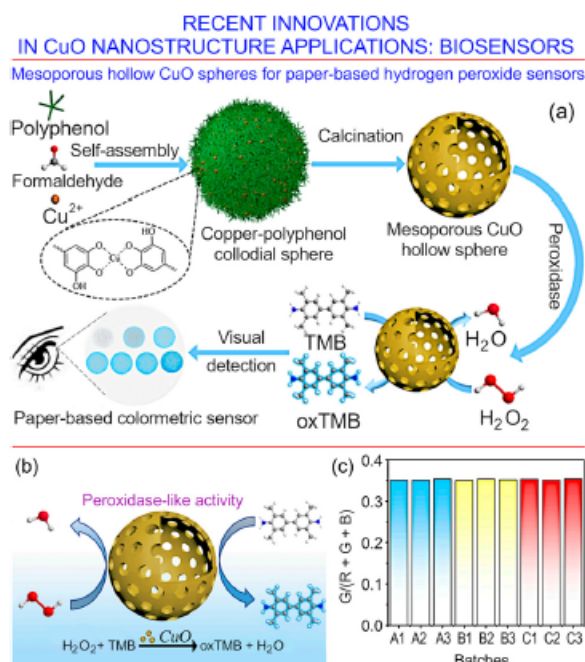 RECENT INNOVATIONS
IN CuO NANOSTRUCTURE APPLICATIONS: BIOSENSORS
Mesoporous hollow CuO spheres for paper-based hydrogen peroxide sensors
(a)
Polyphenol
Self-assembly
Formaldehyde
Cu²⁺
Calcination
Copper-polyphenol
collodial sphere
Mesoporous CuO
hollow sphere
Peroxidase
HO
O
O
Cu
O
O
OH
TMB
H₂O
Visual
detection
oxTMB
H₂O₂
Paper-based colormetric sensor
(b)
Peroxidase-like activity
H₂O₂+ TMB CuO oxTMB + H₂O
(c)
G/(R + G + B)
0.4
0.3
0.2
0.1
0.0
A1 A2 A3 B1 B2 B3 C1 C2 C3
Batches